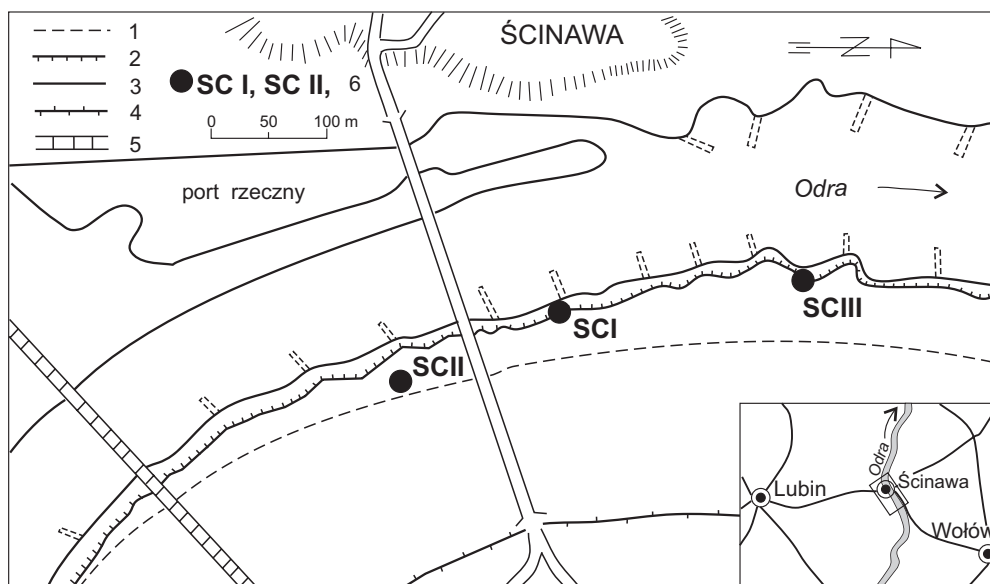 1
2
3
4
5
SC I, SC II, 6
0 50 100 m
ŚCINAWA
N
port rzeczny
Odra
SCIII
SCI
SCII
Odra
Lubin
Ścinawa
Wołów